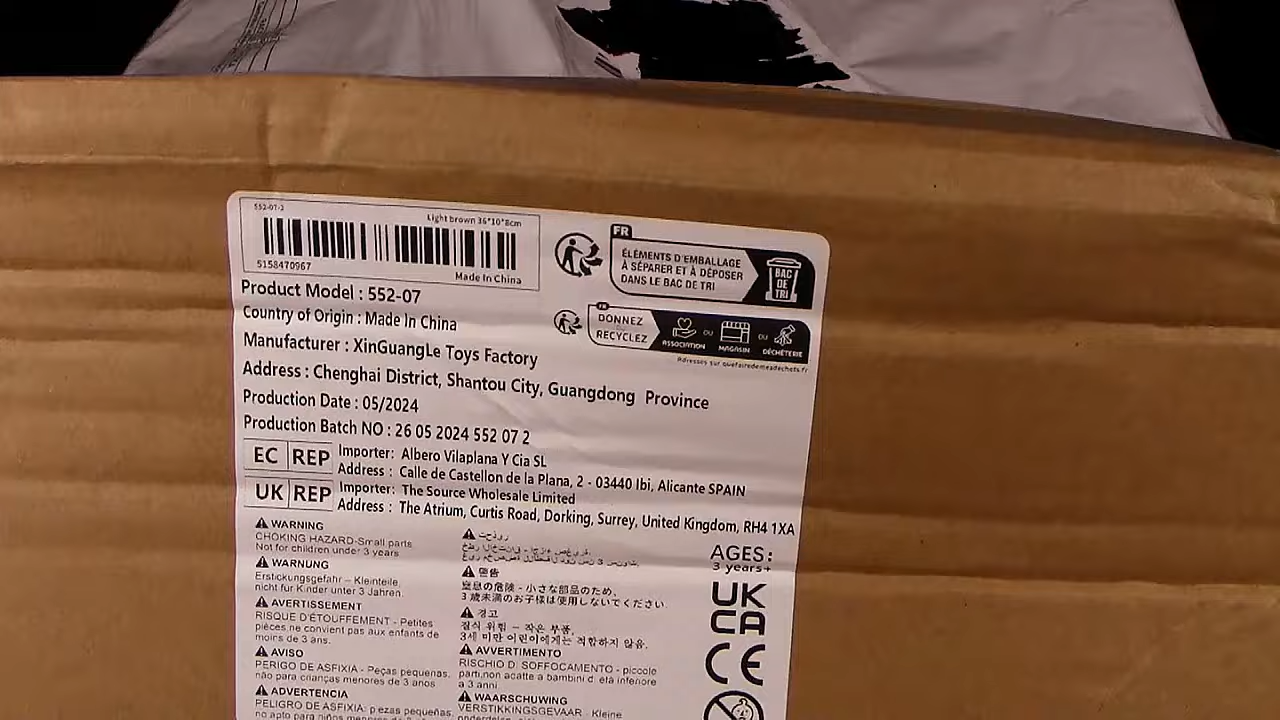 552-07-2
Light brown 36*10*8cm
5158470967
Made In China
FR
ÉLÉMENTS D'EMBALLAGE
À SÉPARER ET À DÉPOSER
DANS LE BAC DE TRI
BAC
DE
TRI
FR
DONNEZ
OU
RECYCLEZ
ASSOCIATION
OU
MAGASIN
OU
DÉCHÈTERIE
Adresses sur quefairedemesdechets.fr
Product Model : 552-07
Country of Origin : Made In China
Manufacturer : XinGuangLe Toys Factory
Address : Chenghai District, Shantou City, Guangdong Province
Production Date : 05/2024
Production Batch NO : 26 05 2024 552 07 2
EC REP
Importer: Albero Vilaplana Y Cia SL
Address : Calle de Castellon de la Plana, 2 - 03440 Ibi, Alicante SPAIN
UK REP
Importer: The Source Wholesale Limited
Address : The Atrium, Curtis Road, Dorking, Surrey, United Kingdom, RH4 1XA
WARNING
CHOKING HAZARD-Small parts
Not for children under 3 years
WARNUNG
Erstickungsgefahr – Kleinteile,
nicht für Kinder unter 3 Jahren.
AVERTISSEMENT
RISQUE D'ÉTOUFFEMENT - Petites
pièces.ne convient pas aux enfants de
moins de 3 ans.
AVISO
PERIGO DE ASFIXIA - Peças pequenas,
não para crianças menores de 3 anos
ADVERTENCIA
PELIGRO DE ASFIXIA: piezas pequeñas,
no apto para niños menores de 3
تحذير
警告
窒息の危険 - 小さな部品のため、
3 歳未満のお子様は使用しないでください
경고
질식 위험 – 작은 부품,
3세 미만 어린이에게는 적합하지 않음.
AVVERTIMENTO
RISCHIO D SOFFOCAMENTO - piccole
parti,non acatte a bambini d età inferiore
a 3 anni
WAARSCHUWING
VERSTIKKINGSGEVAAR - Kleine
AGES:
3 years+
UK
CA
CE